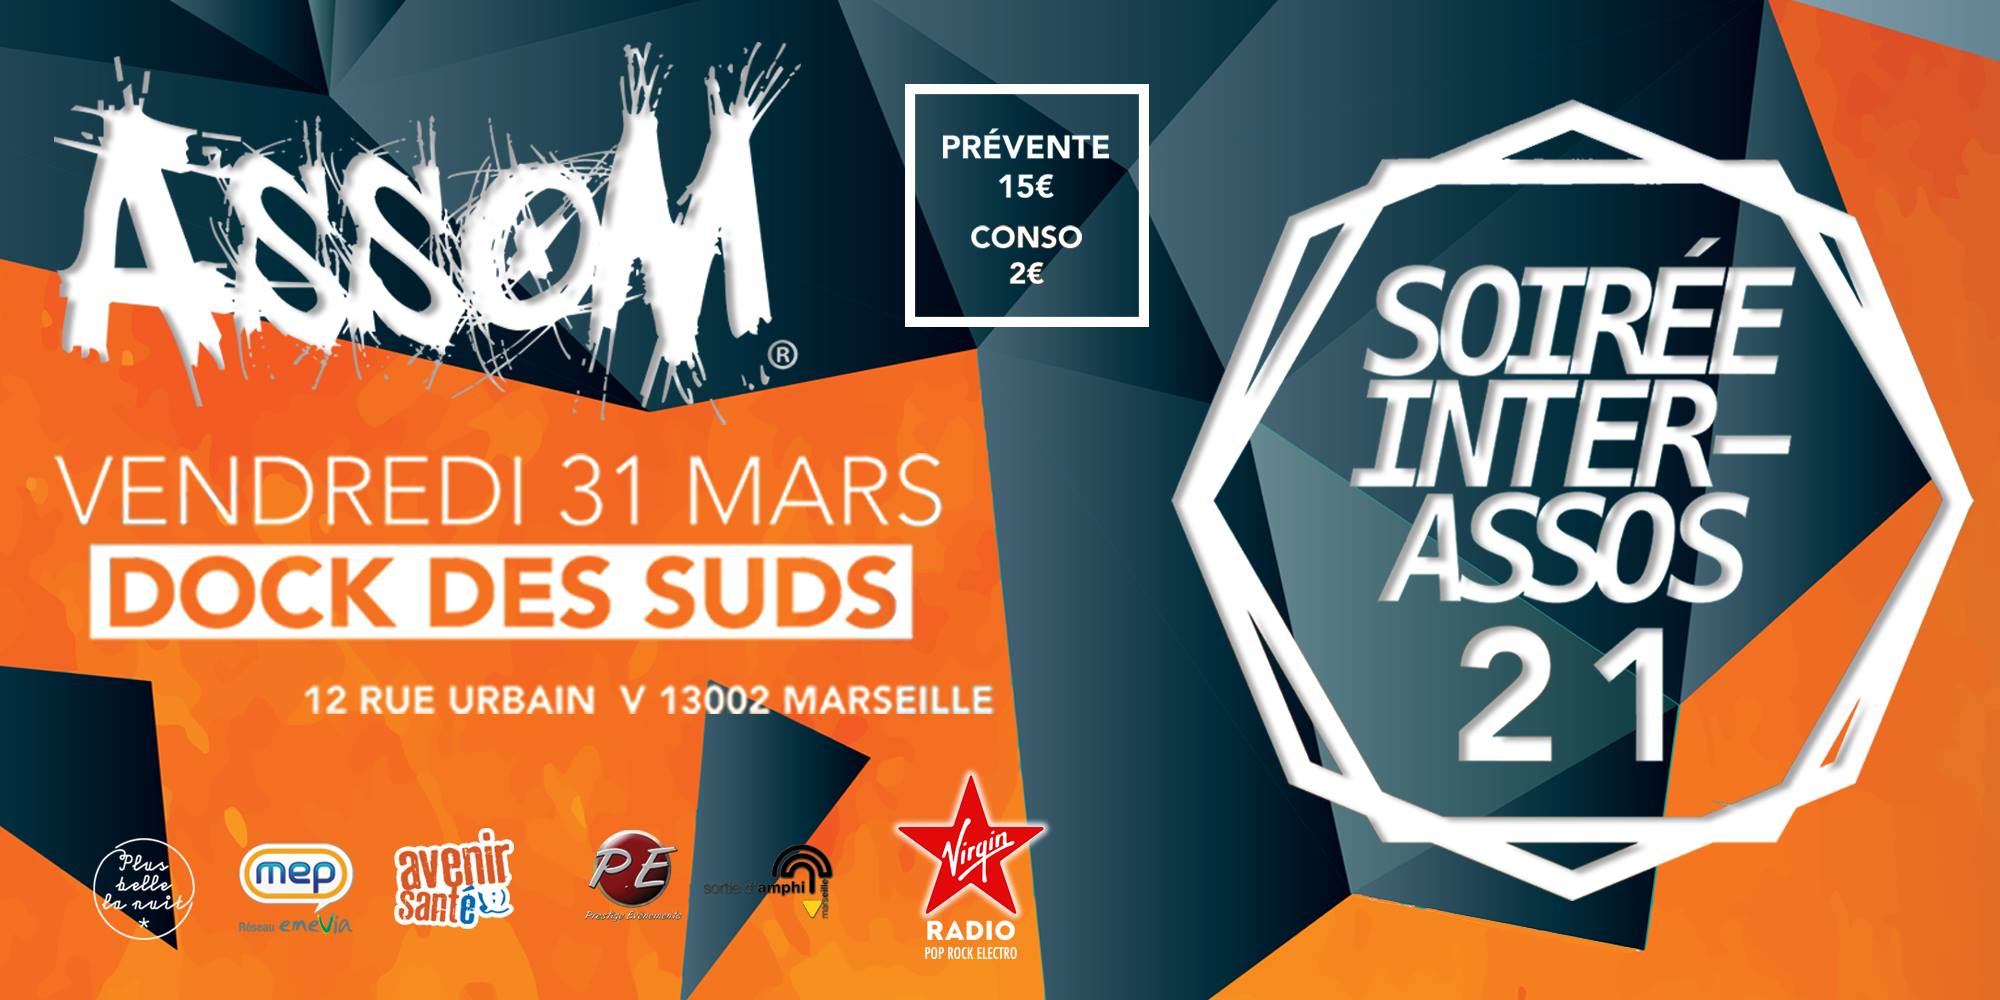 ASSOM
®
PRÉVENTE
15€
CONSO
2€
SOIRÉE
INTER-
ASSOS
21
VENDREDI 31 MARS
DOCK DES SUDS
12 RUE URBAIN V 13002 MARSEILLE
Plus
belle
la nuit
*
mep
Réseau emeVia
avenir
santé
P.E
Prestige Evenements
sortie d'amphi
marseille
Virgin
RADIO
POP ROCK ELECTRO